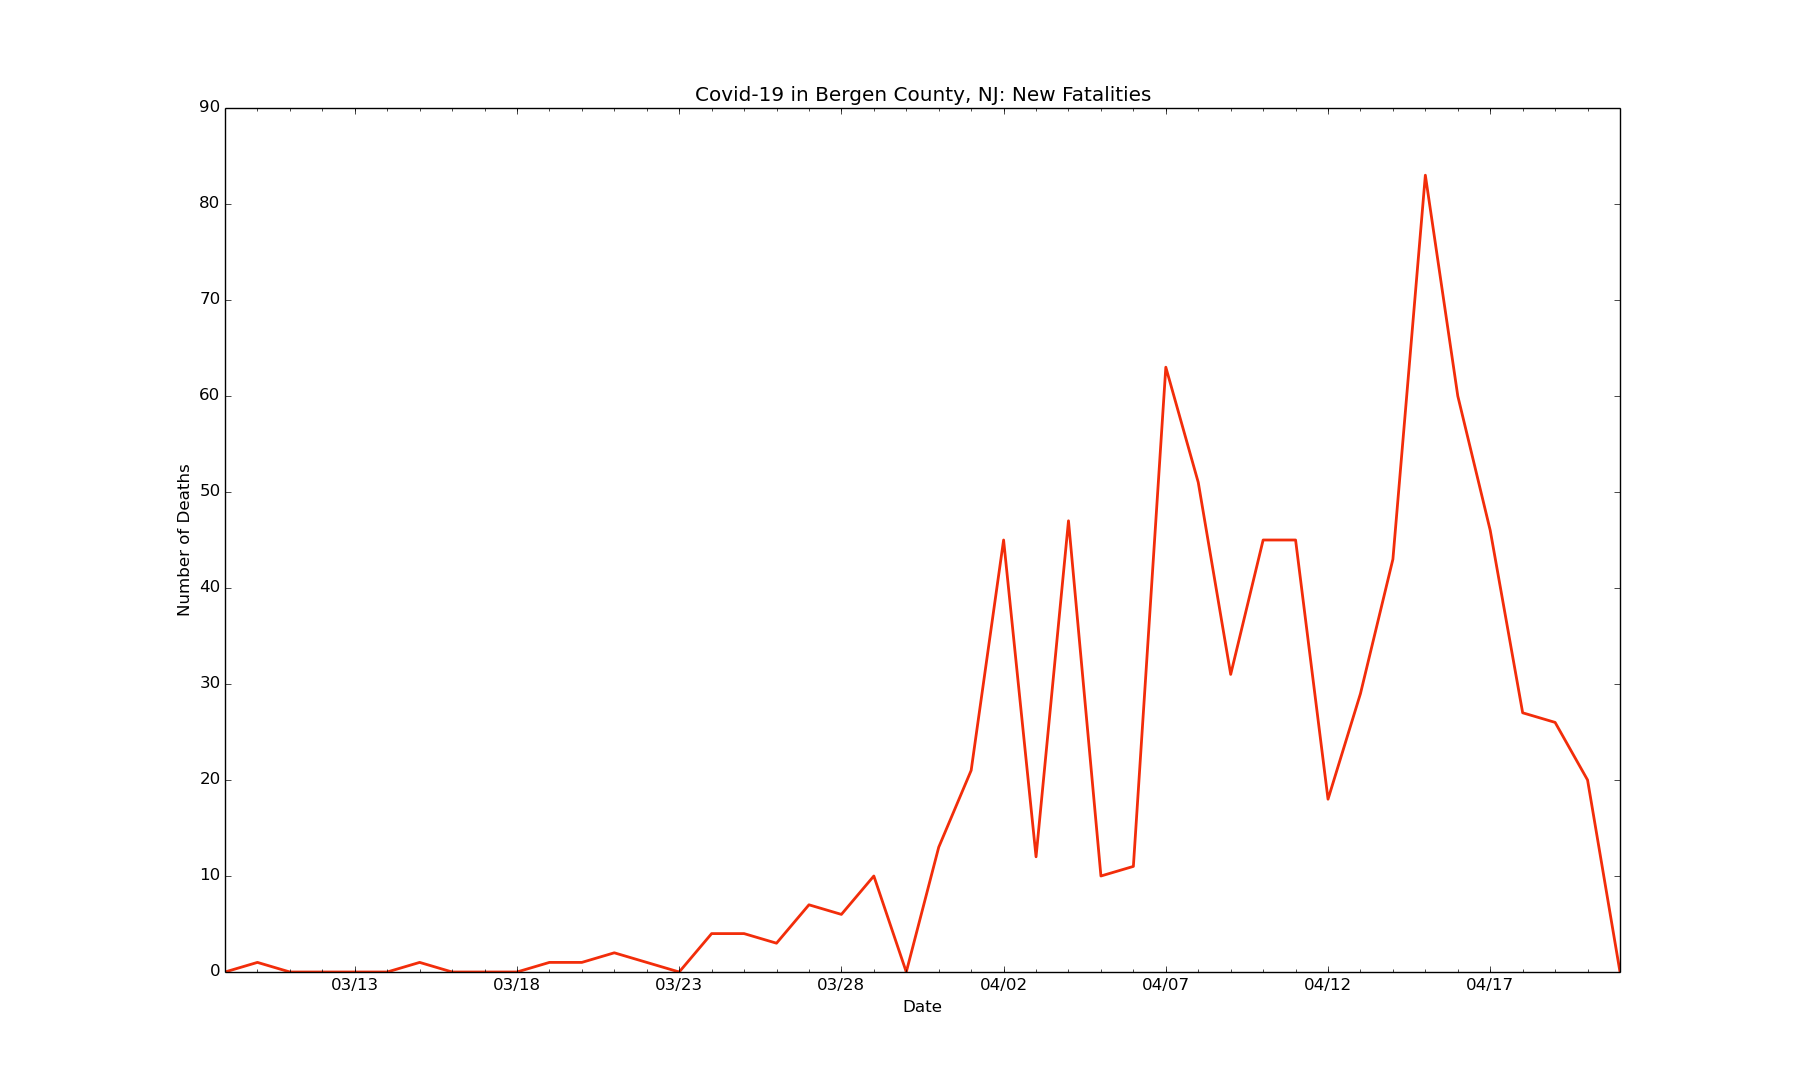 Covid-19 in Bergen County, NJ: New Fatalities
90
80
70
60
50
40
30
20
10
0
Number of Deaths
03/13 03/18 03/23 03/28 04/02 04/07 04/12 04/17
Date